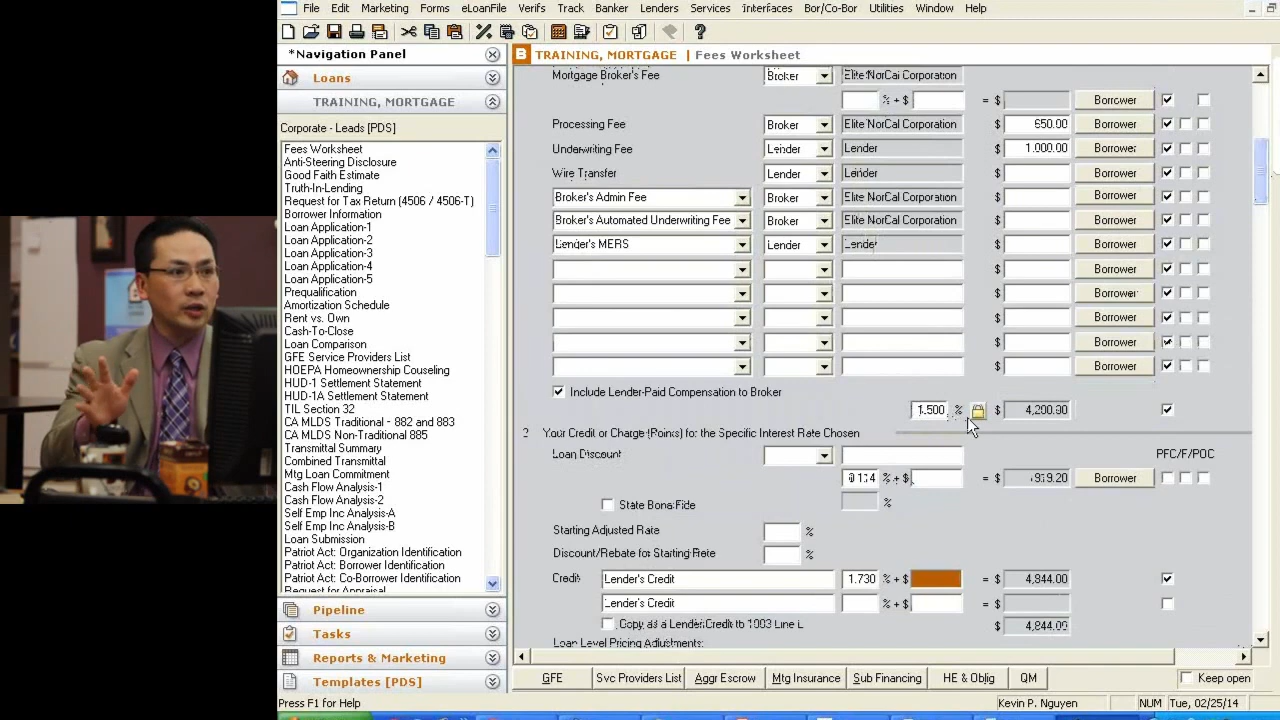 File Edit Marketing Forms eLoanFile Verifs Track Banker Lenders Services Interfaces Bor/Co-Bor Utilities Window Help
*Navigation Panel
Loans
TRAINING, MORTGAGE
Corporate - Leads [PDS]
Fees Worksheet
Anti-Steering Disclosure
Good Faith Estimate
Truth-In-Lending
Request for Tax Return (4506 / 4506-T)
Borrower Information
Loan Application-1
Loan Application-2
Loan Application-3
Loan Application-4
Loan Application-5
Prequalification
Amortization Schedule
Rent vs. Own
Cash-To-Close
Loan Comparison
GFE Service Providers List
HOEPA Homeownership Counseling
HUD-1 Settlement Statement
HUD-1A Settlement Statement
TIL Section 32
CA MLDS Traditional - 882 and 883
CA MLDS Non-Traditional 885
Transmittal Summary
Combined Transmittal
Mtg Loan Commitment
Cash Flow Analysis-1
Cash Flow Analysis-2
Self Emp Inc Analysis-A
Self Emp Inc Analysis-B
Loan Submission
Patriot Act: Organization Identification
Patriot Act: Borrower Identification
Patriot Act: Co-Borrower Identification
Request for Appraisal
Pipeline
Tasks
Reports & Marketing
Templates [PDS]
B TRAINING, MORTGAGE | Fees Worksheet
Mortgage Broker's Fee Broker Elite NorCal Corporation
% + $ = $ Borrower
Processing Fee Broker Elite NorCal Corporation $ 650.00 Borrower
Underwriting Fee Lender Lender $ 1,000.00 Borrower
Wire Transfer Lender Lender $ Borrower
Broker's Admin Fee Broker Elite NorCal Corporation $ Borrower
Broker's Automated Underwriting Fee Broker Elite NorCal Corporation $ Borrower
Lender's MERS Lender Lender $ Borrower
$ Borrower
$ Borrower
$ Borrower
$ Borrower
$ Borrower
Include Lender-Paid Compensation to Broker
1.500 % $ 4,200.00
2 Your Credit or Charge (Points) for the Specific Interest Rate Chosen
Loan Discount PFC/F/POC
% + $ = $ Borrower
State Bona Fide %
Starting Adjusted Rate %
Discount/Rebate for Starting Rate %
Credit Lender's Credit 1.730 % + $ = $ 4,844.00
Lender's Credit % + $ = $
Copy as a Lender Credit to 1003 Line L $ 4,844.00
Loan Level Pricing Adjustments:
GFE Svc Providers List Aggr Escrow Mtg Insurance Sub Financing HE & Oblig QM Keep open
Press F1 for Help Kevin P. Nguyen NUM Tue, 02/25/14